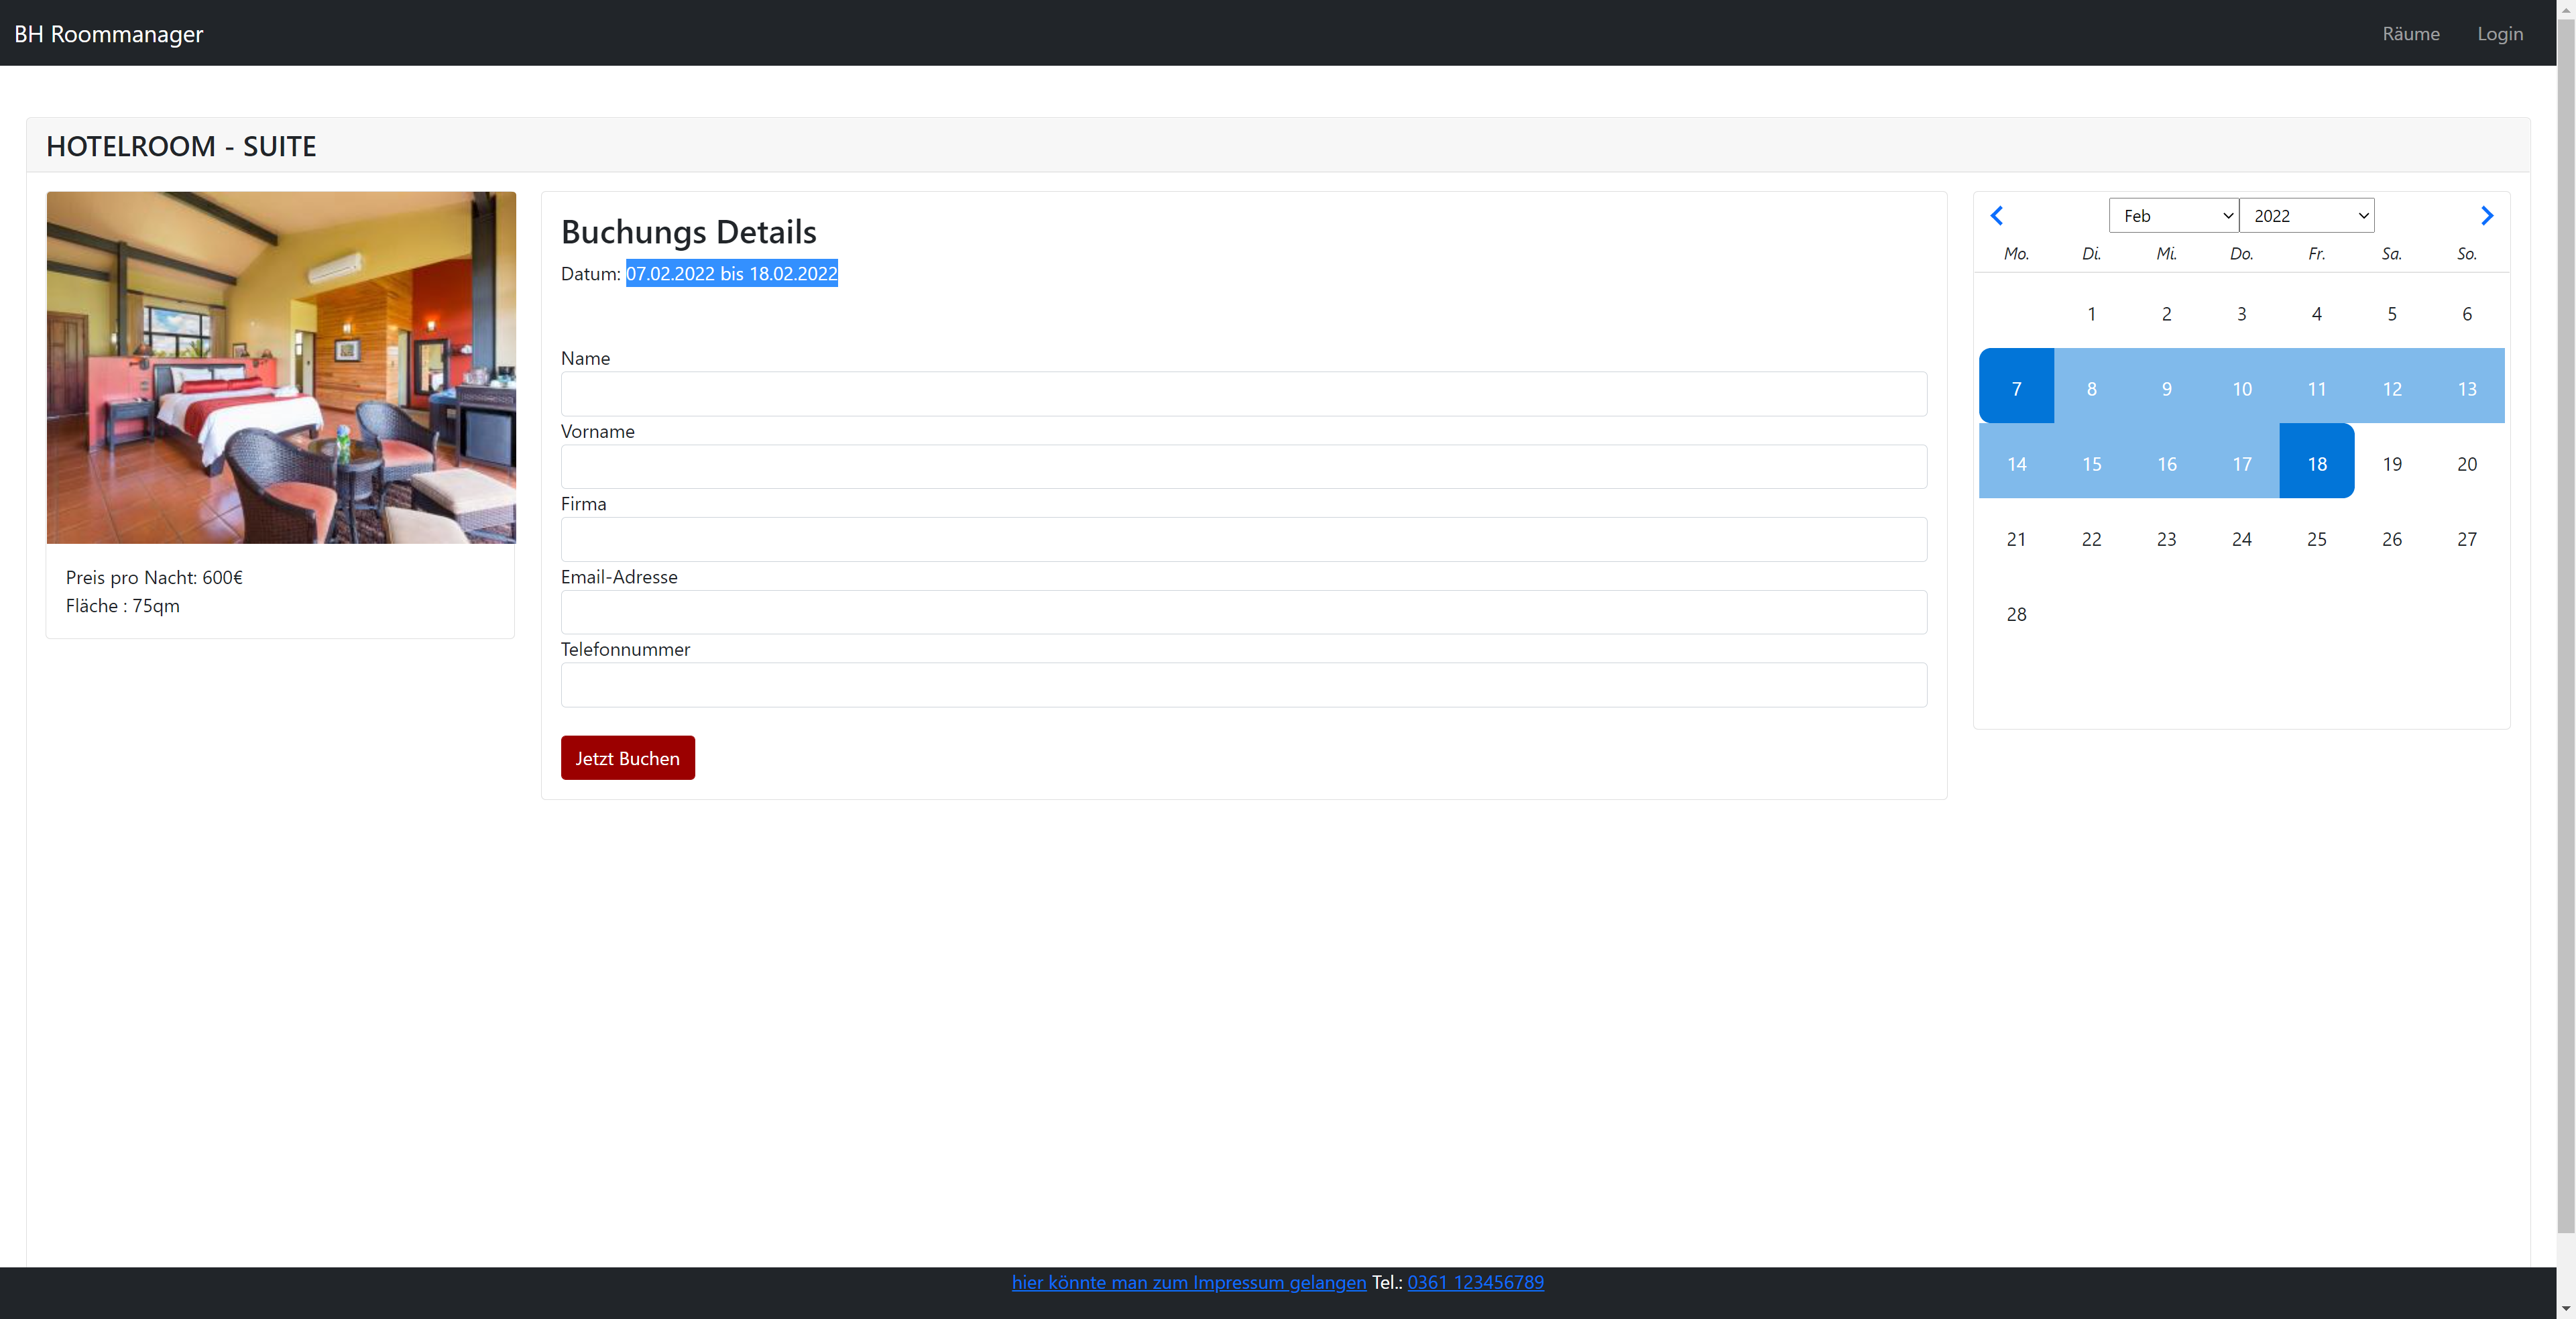 BH Roommanager
Räume
Login
HOTELROOM - SUITE
Preis pro Nacht: 600€
Fläche : 75qm
Buchungs Details
Datum: 07.02.2022 bis 18.02.2022
Name
Vorname
Firma
Email-Adresse
Telefonnummer
Jetzt Buchen
Feb 2022
Mo. Di. Mi. Do. Fr. Sa. So.
1 2 3 4 5 6
7 8 9 10 11 12 13
14 15 16 17 18 19 20
21 22 23 24 25 26 27
28
hier könnte man zum Impressum gelangen Tel.: 0361 123456789